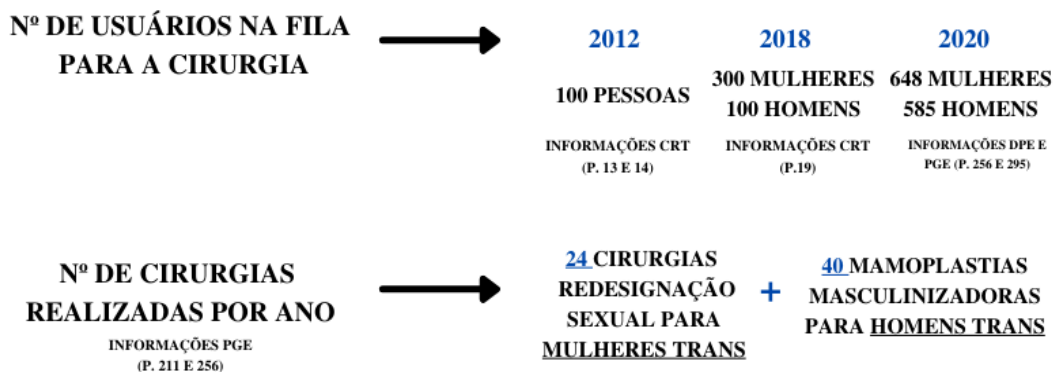 Nº DE USUÁRIOS NA FILA
PARA A CIRURGIA
2012
100 PESSOAS
INFORMAÇÕES CRT
(P. 13 E 14)
2018
300 MULHERES
100 HOMENS
INFORMAÇÕES CRT
(P.19)
2020
648 MULHERES
585 HOMENS
INFORMAÇÕES DPE E
PGE (P. 256 E 295)
Nº DE CIRURGIAS
REALIZADAS POR ANO
INFORMAÇÕES PGE
(P. 211 E 256)
24 CIRURGIAS
REDESIGNAÇÃO
SEXUAL PARA
MULHERES TRANS
+
40 MAMOPLASTIAS
MASCULINIZADORAS
PARA HOMENS TRANS